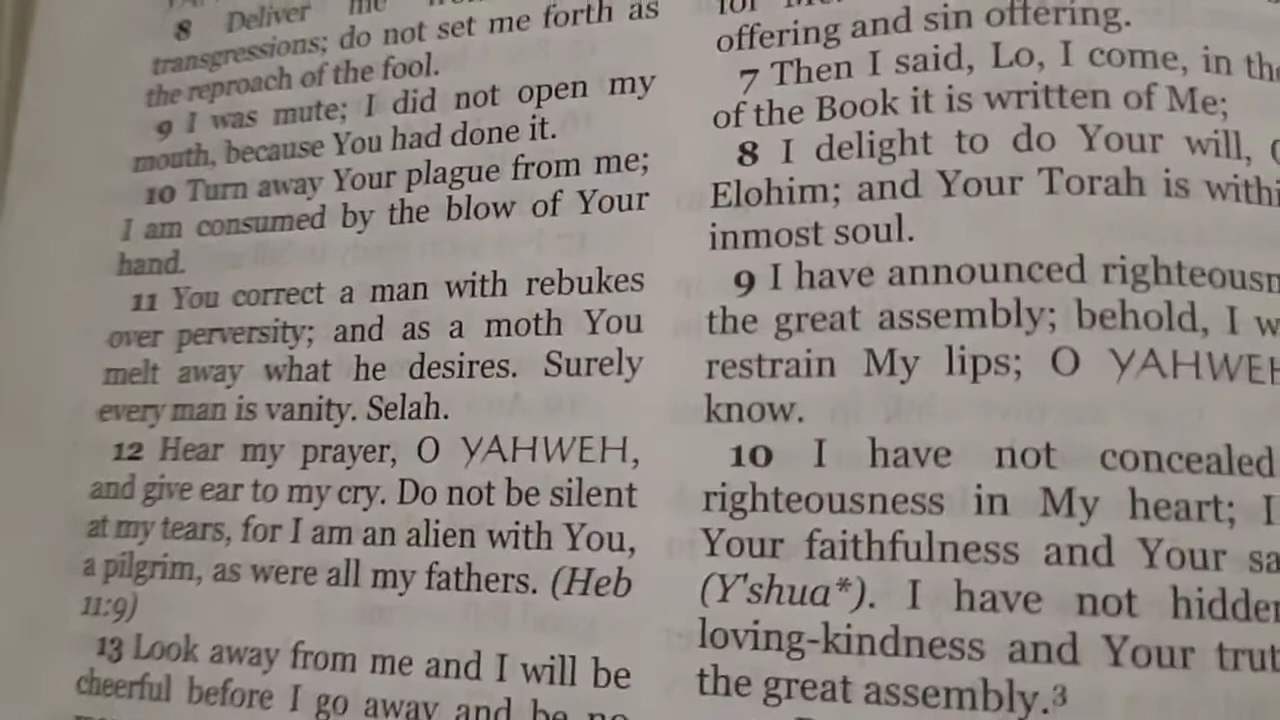 8 Deliver me
transgressions; do not set me forth as
the reproach of the fool.
9 I was mute; I did not open my
mouth, because You had done it.
10 Turn away Your plague from me;
I am consumed by the blow of Your
hand.
11 You correct a man with rebukes
over perversity; and as a moth You
melt away what he desires. Surely
every man is vanity. Selah.
12 Hear my prayer, O YAHWEH,
and give ear to my cry. Do not be silent
at my tears, for I am an alien with You,
a pilgrim, as were all my fathers. (Heb
11:9)
13 Look away from me and I will be
cheerful before I go away and be no
offering and sin offering.
7 Then I said, Lo, I come, in
of the Book it is written of Me;
8 I delight to do Your will,
Elohim; and Your Torah is
inmost soul.
9 I have announced
the great assembly; behold, I
restrain My lips; O YAHWEH
know.
10 I have not concealed
righteousness in My heart; I
Your faithfulness and Your
(Y'shua*). I have not
loving-kindness and Your
the great assembly.³